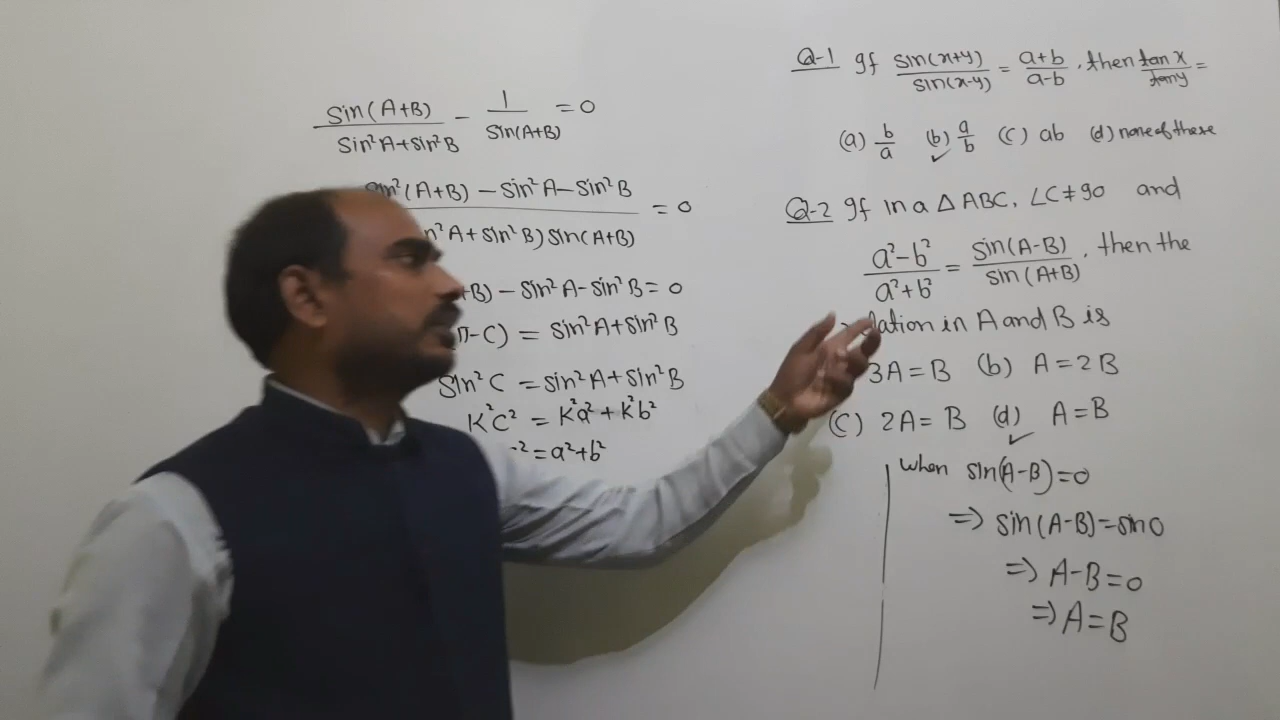 sin(A+B)/sin²A+sin²B - 1/sin(A+B) = 0
sin²(A+B) - sin²A - sin²B / n²A+sin²B) sin(A+B) = 0
+B) - sin²A - sin²B = 0
-C) = sin²A + sin²B
sin²C = sin²A + sin²B
K²C² = K²a² + K²b²
² = a² + b²
Q-1 If sin(x+y)/sin(x-y) = a+b/a-b, then tan x/tan y =
(a) b/a (b) a/b (c) ab (d) none of these
Q-2 If in a △ ABC, ∠C ≠ 90 and
a²-b²/a²+b² = sin(A-B)/sin(A+B), then the
lation in A and B is
3A = B (b) A = 2B
(c) 2A = B (d) A = B
✓
when sin(A-B) = 0
⇒ sin(A-B) = sin 0
⇒ A-B = 0
⇒ A = B